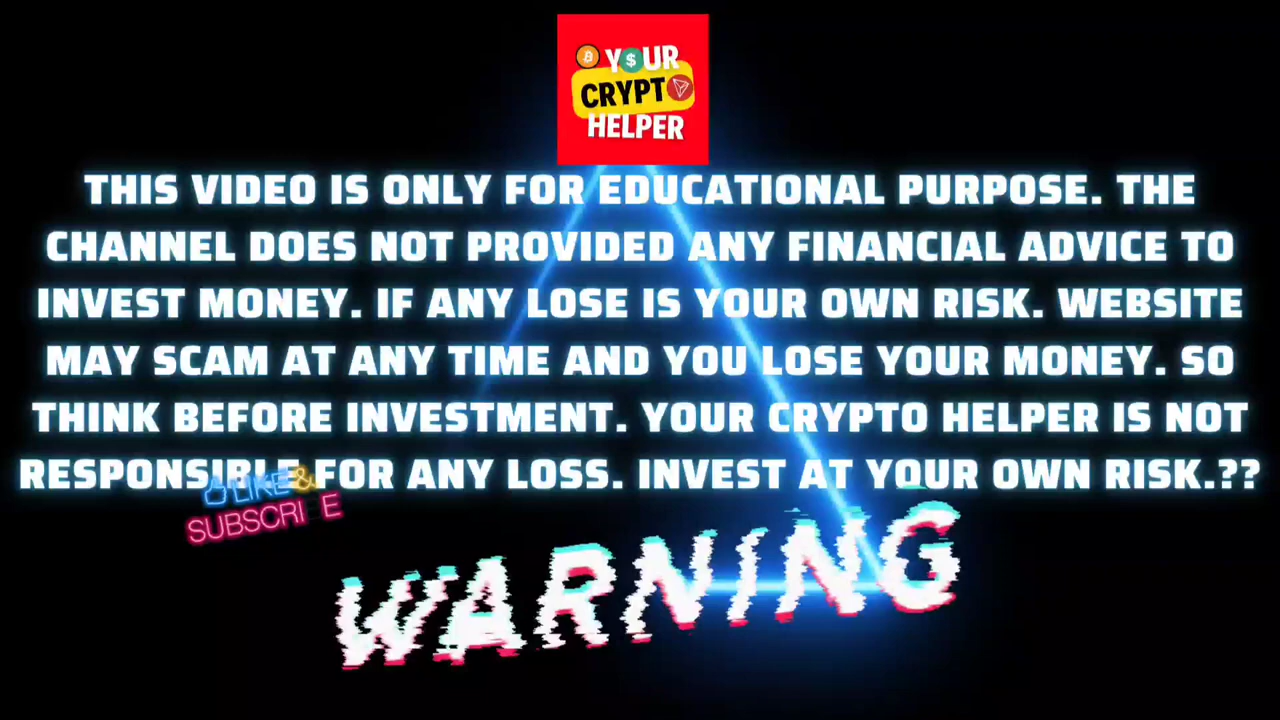 YOUR
CRYPTO
HELPER
THIS VIDEO IS ONLY FOR EDUCATIONAL PURPOSE. THE
CHANNEL DOES NOT PROVIDED ANY FINANCIAL ADVICE TO
INVEST MONEY. IF ANY LOSE IS YOUR OWN RISK. WEBSITE
MAY SCAM AT ANY TIME AND YOU LOSE YOUR MONEY. SO
THINK BEFORE INVESTMENT. YOUR CRYPTO HELPER IS NOT
RESPONSIBLE FOR ANY LOSS. INVEST AT YOUR OWN RISK.??
LIKE &
SUBSCRIBE
WARNING